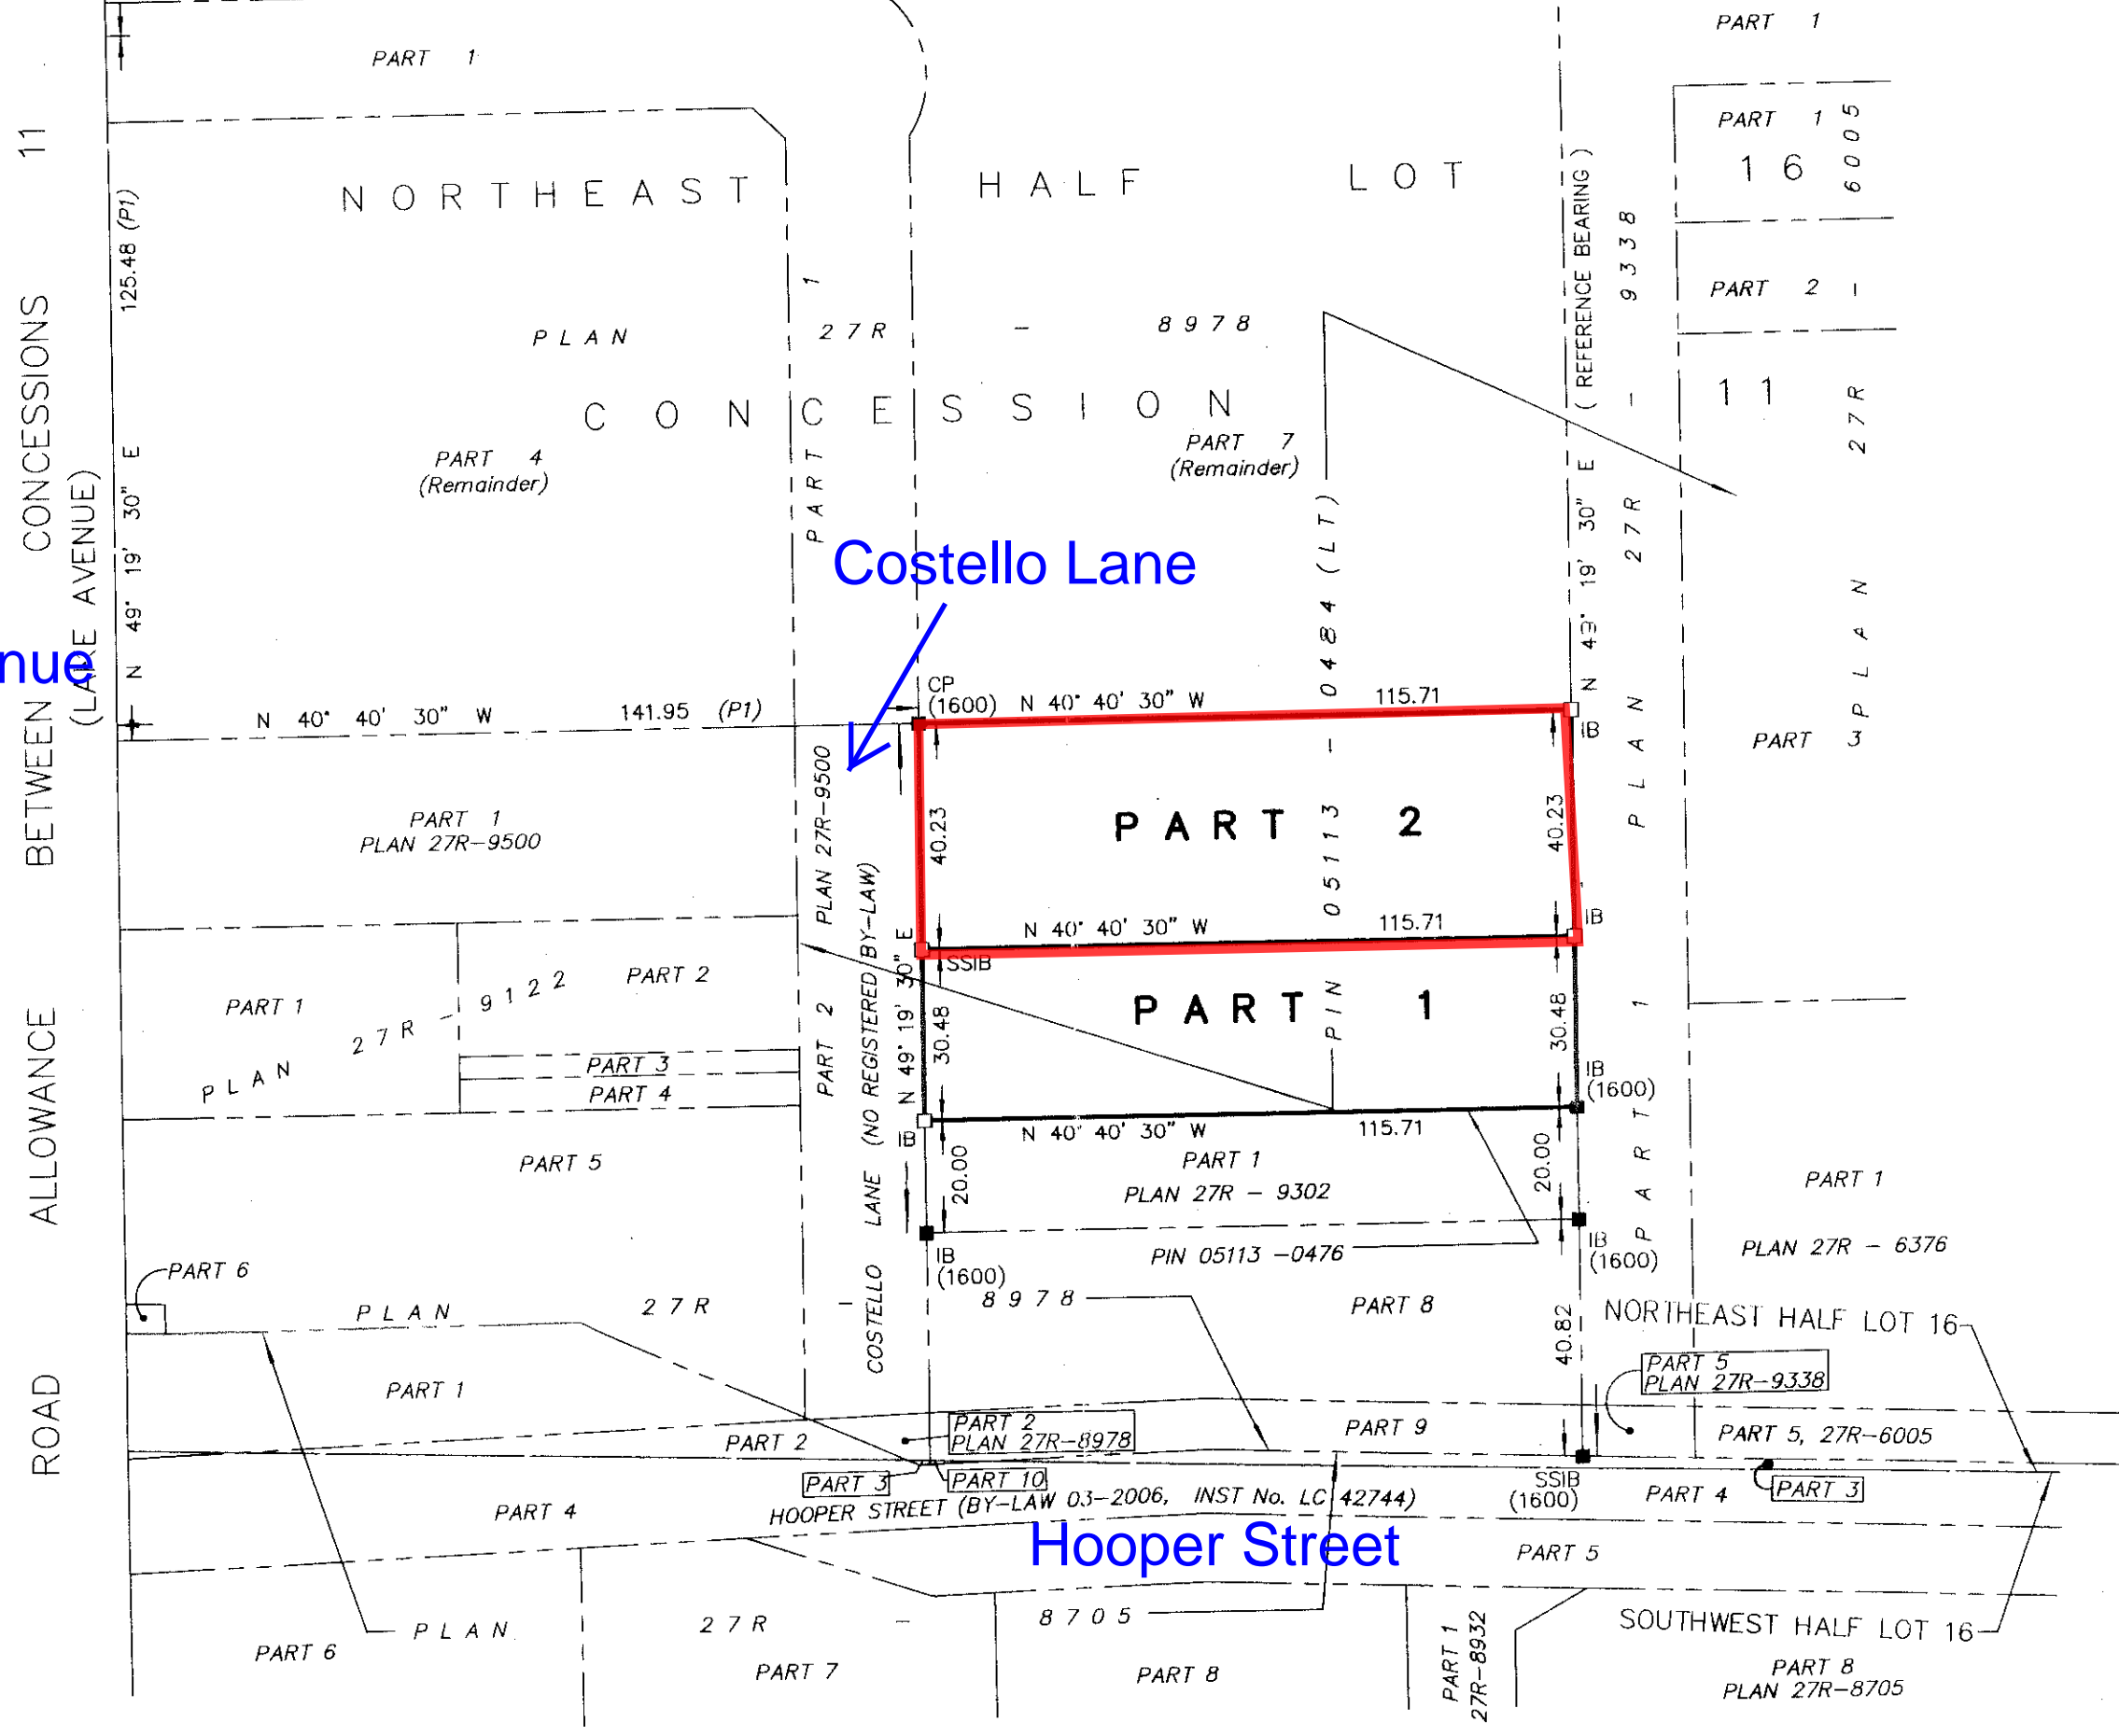 PART 1
PART 1
PART 1
16
NORTHEAST HALF LOT
PART 2
PLAN 27R - 8978
1
CONCESSION
11
PART 4
(Remainder)
PART 7
(Remainder)
PART
ROAD ALLOWANCE BETWEEN CONCESSIONS 11
(LAKE AVENUE)
nue
125.48 (P1)
N 49° 19' 30" E
N 49° 19' 30" E (REFERENCE BEARING)
PART 1 PLAN 27R - 9338
PLAN 27R - 6005
PART 3
Costello Lane
CP
(1600)
N 40° 40' 30" W 141.95 (P1)
N 40° 40' 30" W 115.71
IB
PART 1
PLAN 27R-9500
PART 2 PLAN 27R-9500
40.23
PART 2
40.23
PIN 05113 - 0484 (LT)
N 40° 40' 30" W 115.71
IB
SSIB
COSTELLO LANE (NO REGISTERED BY-LAW)
N 49° 19' 30" E
30.48
PART 1
30.48
IB
(1600)
PART 1
PART 2
PLAN 27R - 9122
PART 3
PART 4
PART 5
IB
N 40° 40' 30" W 115.71
20.00
20.00
PART 1
PLAN 27R - 9302
PIN 05113 -0476
IB
(1600)
IB
(1600)
PART 1
PLAN 27R - 6376
PART 6
PLAN 27R - 8978
PART 8
40.82
NORTHEAST HALF LOT 16
PART 5
PLAN 27R-9338
PART 1
PART 2
PART 2
PLAN 27R-8978
PART 9
PART 5, 27R-6005
PART 3
PART 10
SSIB
(1600)
PART 4
PART 3
PART 4
HOOPER STREET (BY-LAW 03-2006, INST No. LC 42744)
Hooper Street
PART 5
PLAN 27R - 8705
PART 6
PART 7
PART 8
PART 1
27R-8932
SOUTHWEST HALF LOT 16
PART 8
PLAN 27R-8705